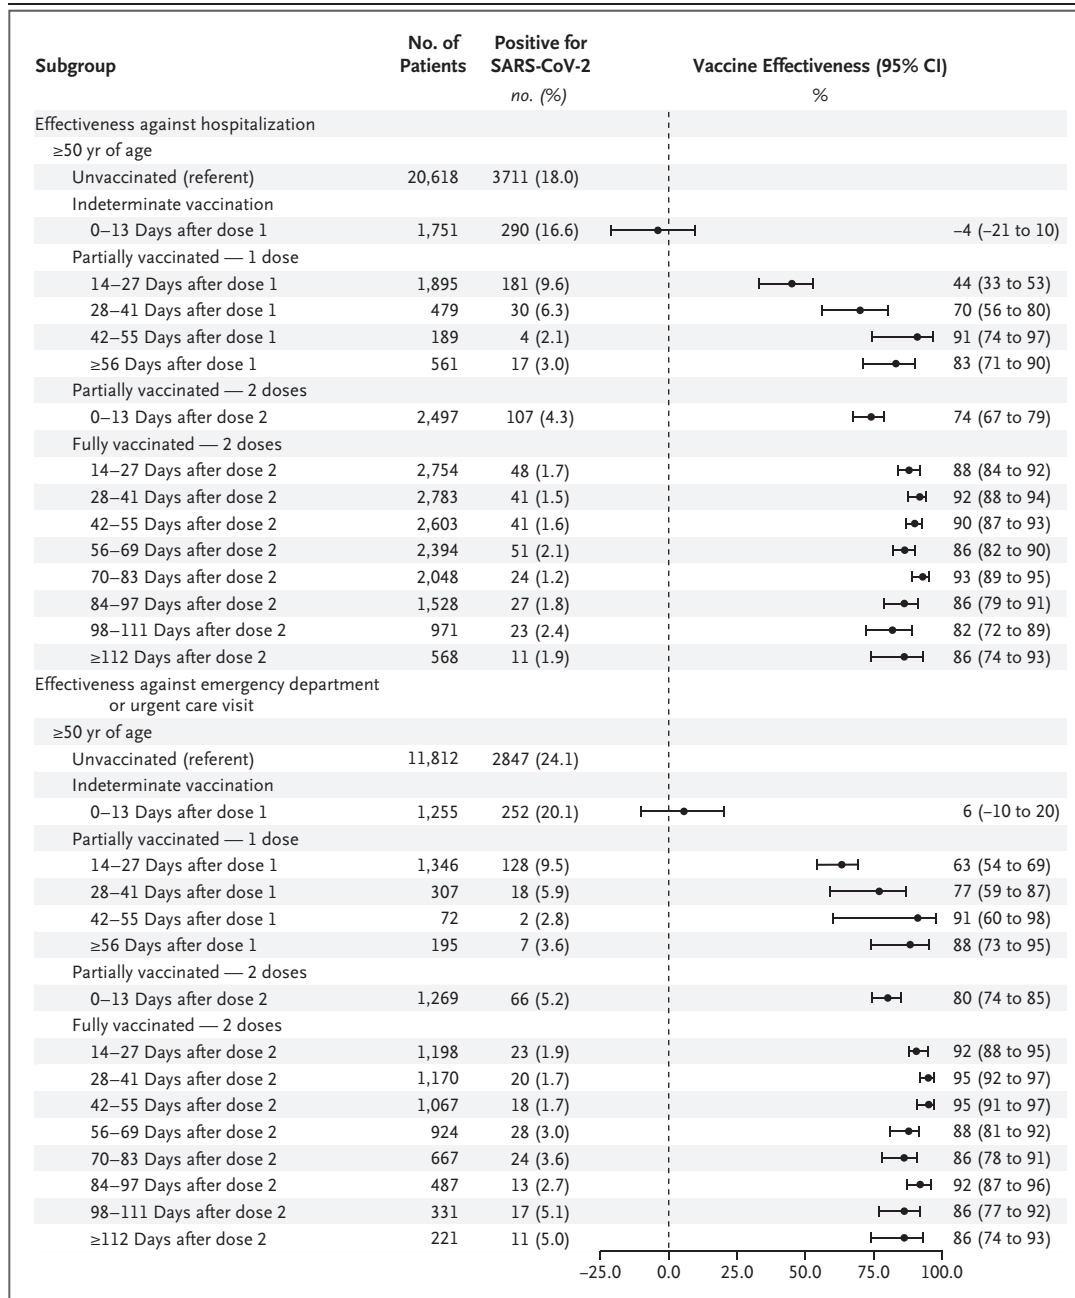 No. of Positive for
Subgroup Patients SARS-CoV-2 Vaccine Effectiveness (95% CI)
no. (%) %
Effectiveness against hospitalization
≥50 yr of age
Unvaccinated (referent) 20,618 3711 (18.0)
Indeterminate vaccination
0–13 Days after dose 1 1,751 290 (16.6) –4 (–21 to 10)
Partially vaccinated — 1 dose
14–27 Days after dose 1 1,895 181 (9.6) 44 (33 to 53)
28–41 Days after dose 1 479 30 (6.3) 70 (56 to 80)
42–55 Days after dose 1 189 4 (2.1) 91 (74 to 97)
≥56 Days after dose 1 561 17 (3.0) 83 (71 to 90)
Partially vaccinated — 2 doses
0–13 Days after dose 2 2,497 107 (4.3) 74 (67 to 79)
Fully vaccinated — 2 doses
14–27 Days after dose 2 2,754 48 (1.7) 88 (84 to 92)
28–41 Days after dose 2 2,783 41 (1.5) 92 (88 to 94)
42–55 Days after dose 2 2,603 41 (1.6) 90 (87 to 93)
56–69 Days after dose 2 2,394 51 (2.1) 86 (82 to 90)
70–83 Days after dose 2 2,048 24 (1.2) 93 (89 to 95)
84–97 Days after dose 2 1,528 27 (1.8) 86 (79 to 91)
98–111 Days after dose 2 971 23 (2.4) 82 (72 to 89)
≥112 Days after dose 2 568 11 (1.9) 86 (74 to 93)
Effectiveness against emergency department
or urgent care visit
≥50 yr of age
Unvaccinated (referent) 11,812 2847 (24.1)
Indeterminate vaccination
0–13 Days after dose 1 1,255 252 (20.1) 6 (–10 to 20)
Partially vaccinated — 1 dose
14–27 Days after dose 1 1,346 128 (9.5) 63 (54 to 69)
28–41 Days after dose 1 307 18 (5.9) 77 (59 to 87)
42–55 Days after dose 1 72 2 (2.8) 91 (60 to 98)
≥56 Days after dose 1 195 7 (3.6) 88 (73 to 95)
Partially vaccinated — 2 doses
0–13 Days after dose 2 1,269 66 (5.2) 80 (74 to 85)
Fully vaccinated — 2 doses
14–27 Days after dose 2 1,198 23 (1.9) 92 (88 to 95)
28–41 Days after dose 2 1,170 20 (1.7) 95 (92 to 97)
42–55 Days after dose 2 1,067 18 (1.7) 95 (91 to 97)
56–69 Days after dose 2 924 28 (3.0) 88 (81 to 92)
70–83 Days after dose 2 667 24 (3.6) 86 (78 to 91)
84–97 Days after dose 2 487 13 (2.7) 92 (87 to 96)
98–111 Days after dose 2 331 17 (5.1) 86 (77 to 92)
≥112 Days after dose 2 221 11 (5.0) 86 (74 to 93)
–25.0 0.0 25.0 50.0 75.0 100.0